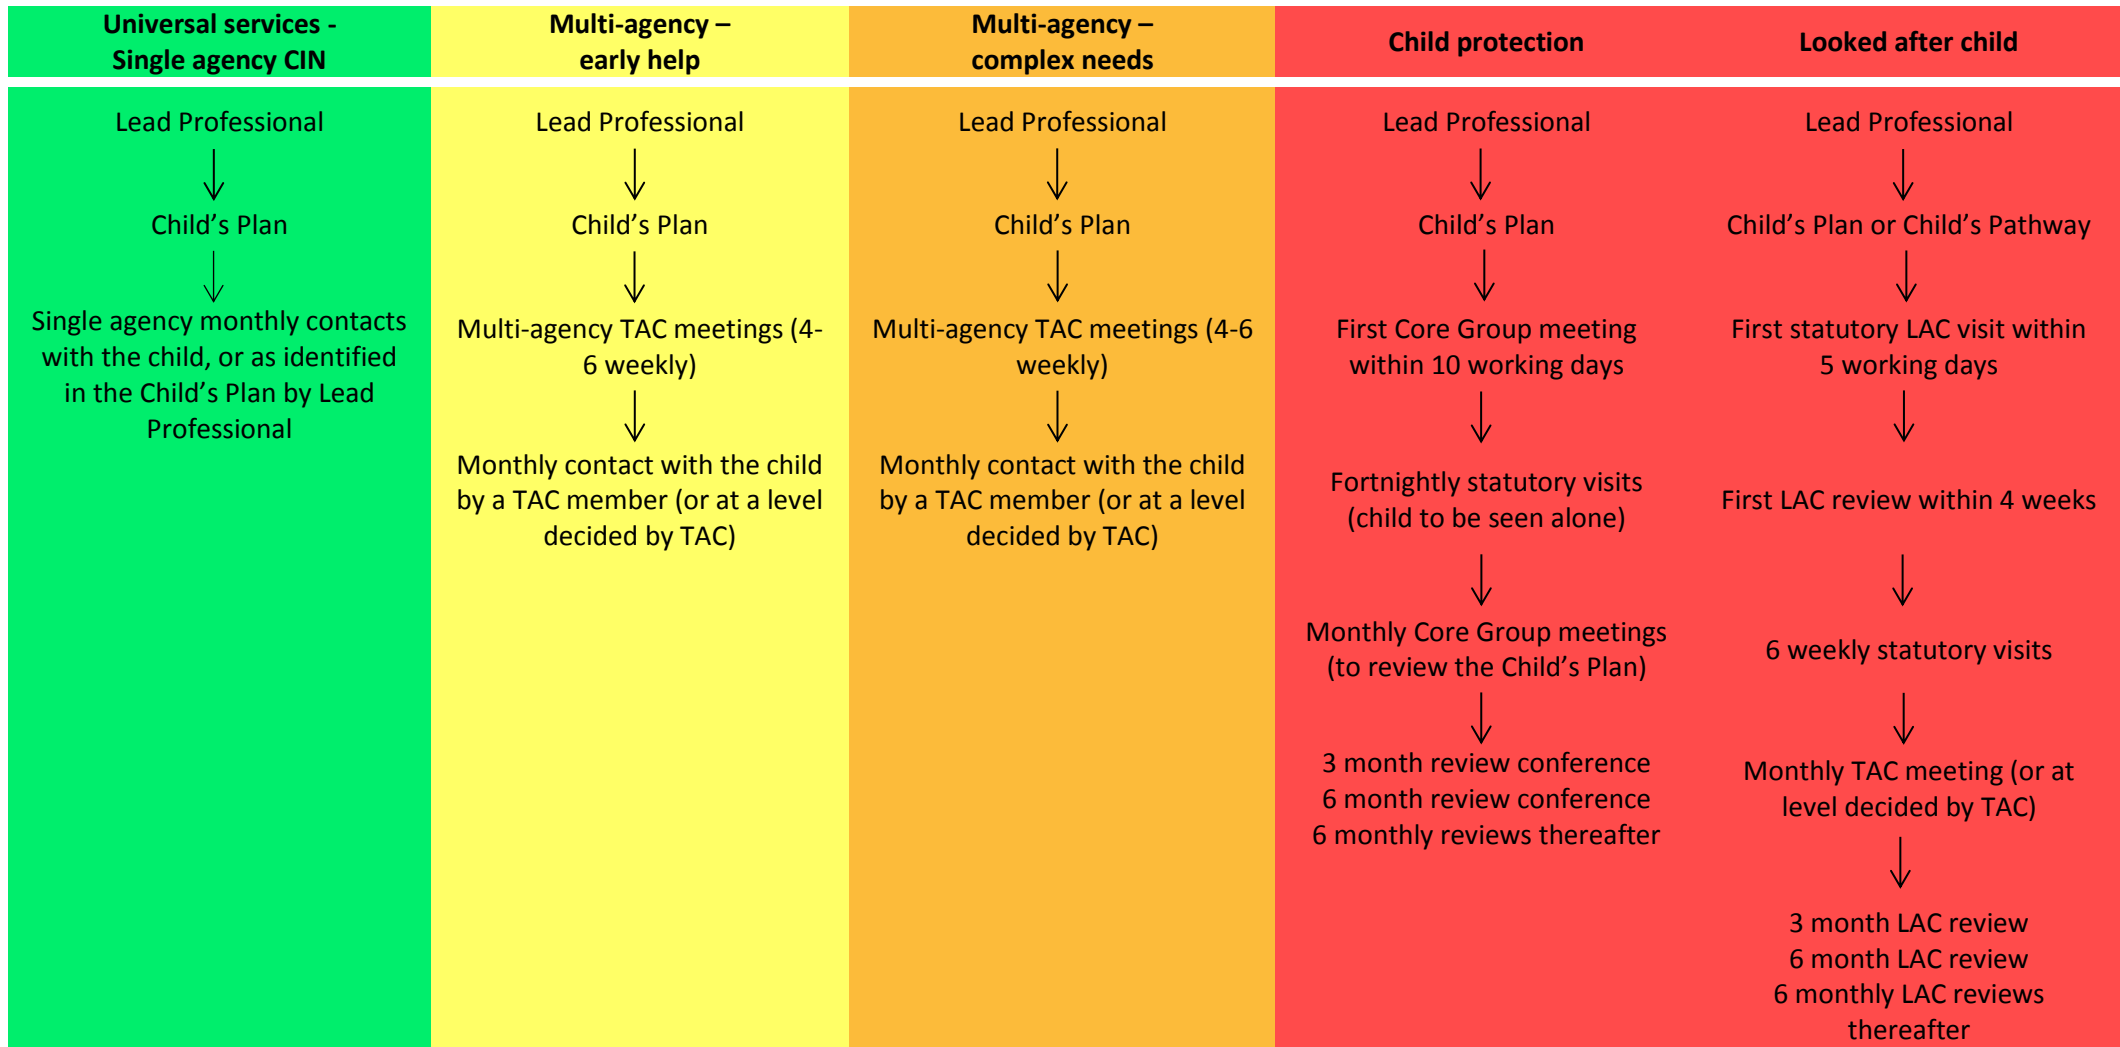 Universal services -
Single agency CIN
Multi-agency –
early help
Multi-agency –
complex needs
Child protection
Looked after child
Lead Professional
Child’s Plan
Single agency monthly contacts
with the child, or as identified
in the Child’s Plan by Lead
Professional
Lead Professional
Child’s Plan
Multi-agency TAC meetings (4-
6 weekly)
Monthly contact with the child
by a TAC member (or at a level
decided by TAC)
Lead Professional
Child’s Plan
Multi-agency TAC meetings (4-6
weekly)
Monthly contact with the child
by a TAC member (or at a level
decided by TAC)
Lead Professional
Child’s Plan
First Core Group meeting
within 10 working days
Fortnightly statutory visits
(child to be seen alone)
Monthly Core Group meetings
(to review the Child’s Plan)
3 month review conference
6 month review conference
6 monthly reviews thereafter
Lead Professional
Child’s Plan or Child’s Pathway
First statutory LAC visit within
5 working days
First LAC review within 4 weeks
6 weekly statutory visits
Monthly TAC meeting (or at
level decided by TAC)
3 month LAC review
6 month LAC review
6 monthly LAC reviews
thereafter